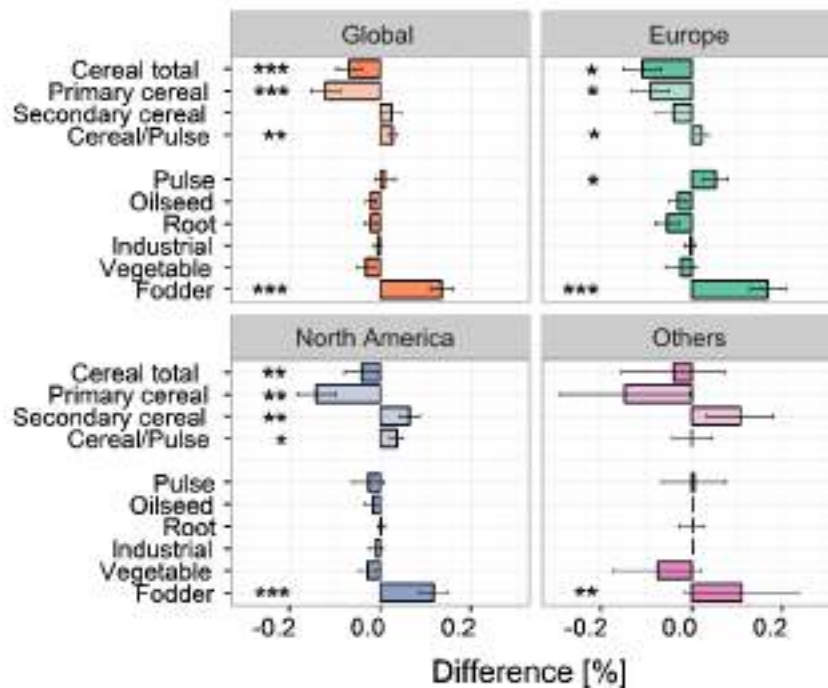 Global Europe
Cereal total *** *
Primary cereal *** *
Secondary cereal
Cereal/Pulse ** *
Pulse *
Oilseed
Root
Industrial
Vegetable
Fodder *** ***
North America Others
Cereal total **
Primary cereal **
Secondary cereal **
Cereal/Pulse *
Pulse
Oilseed
Root
Industrial
Vegetable
Fodder *** **
-0.2 0.0 0.2 -0.2 0.0 0.2
Difference [%]